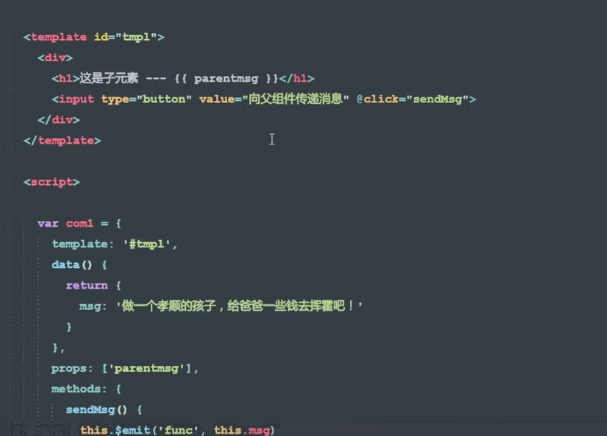 <template id="tmpl">
<div>
<h1>这是子元素 --- {{ parentmsg }}</h1>
<input type="button" value="向父组件传递消息" @click="sendMsg">
</div>
</template>
<script>
var com1 = {
template: '#tmpl',
data() {
return {
msg: '做一个孝顺的孩子，给爸爸一些钱去挥霍吧！'
}
},
props: ['parentmsg'],
methods: {
sendMsg() {
this.$emit('func', this.msg)